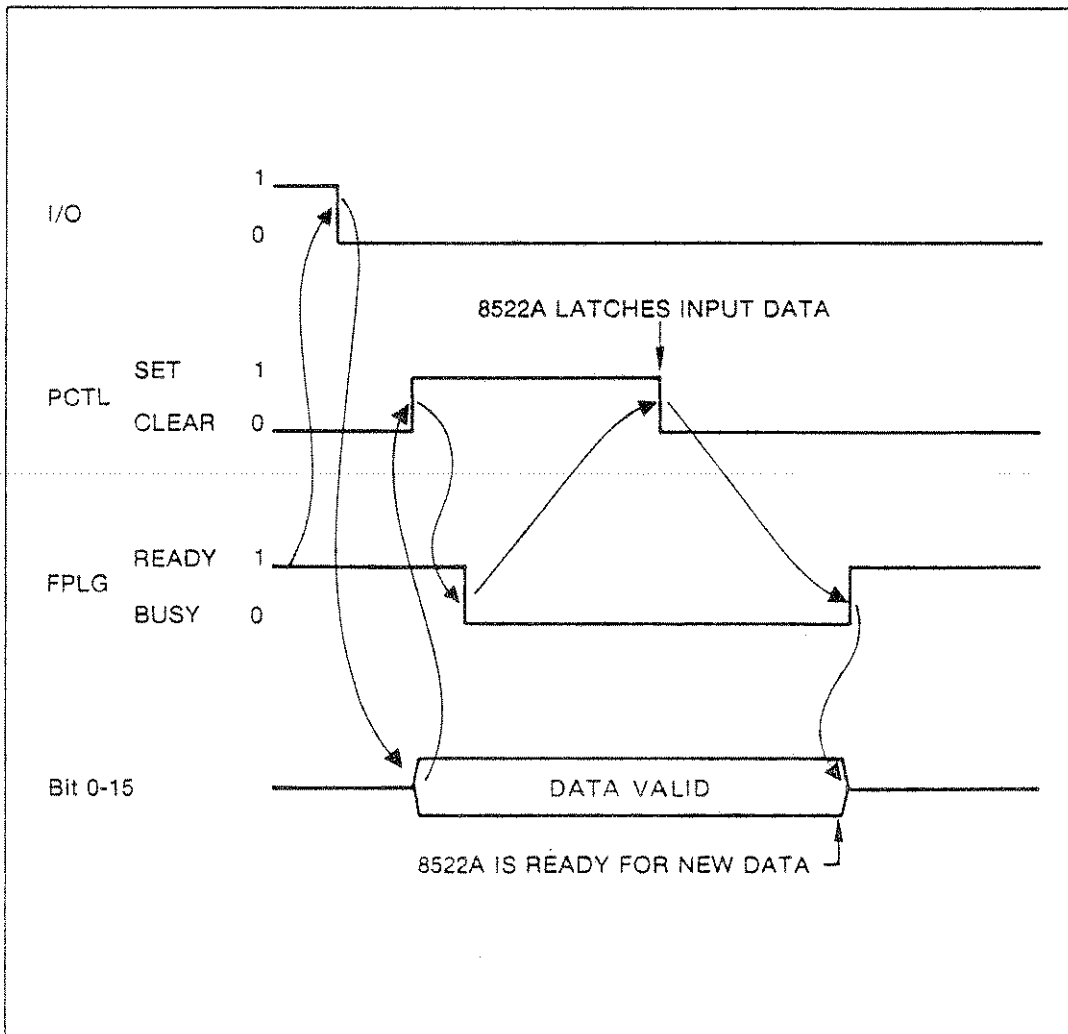 1
I/O
0
8522A LATCHES INPUT DATA
SET 1
PCTL
CLEAR 0
READY 1
FPLG
BUSY 0
Bit 0-15
DATA VALID
8522A IS READY FOR NEW DATA